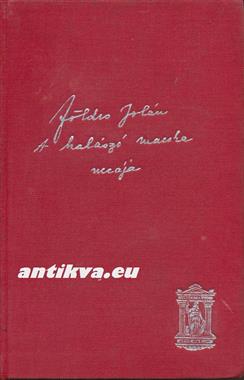 Földes Jolán
A halászó macska
uccája
antikva.eu